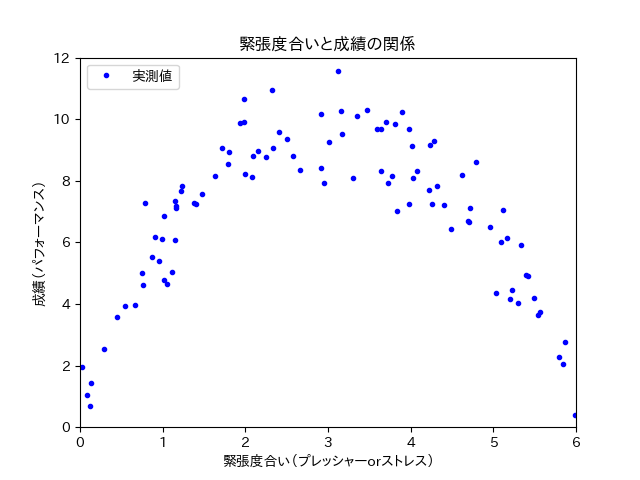 緊張度合いと成績の関係
実測値
12
10
8
6
4
2
0
成績（パフォーマンス）
0 1 2 3 4 5 6
緊張度合い（プレッシャーorストレス）